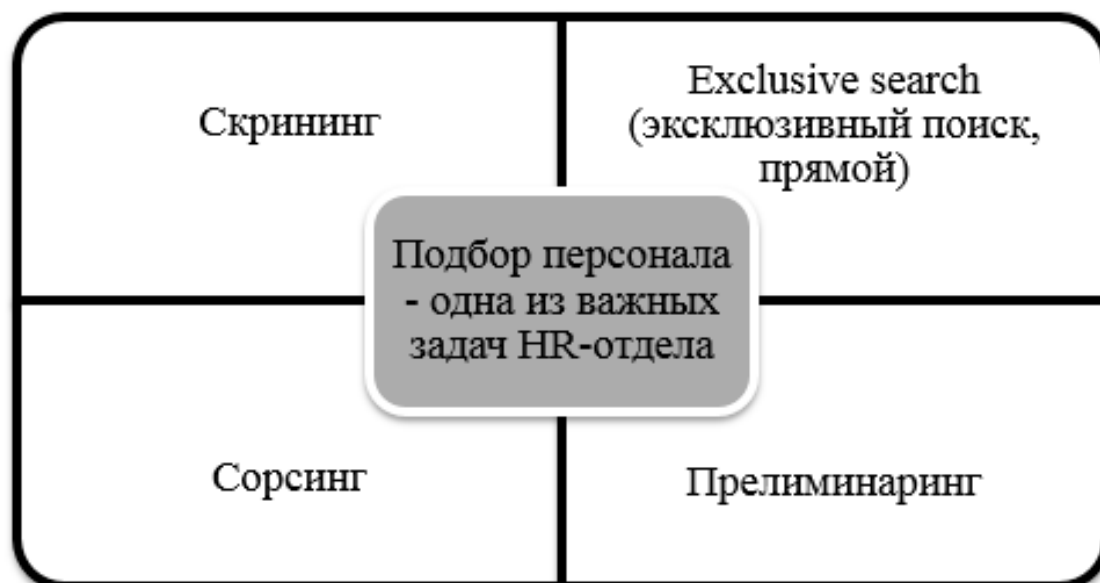 Скрининг
Exclusive search
(эксклюзивный поиск,
прямой)
Подбор персонала
- одна из важных
задач HR-отдела
Сорсинг
Прелиминаринг